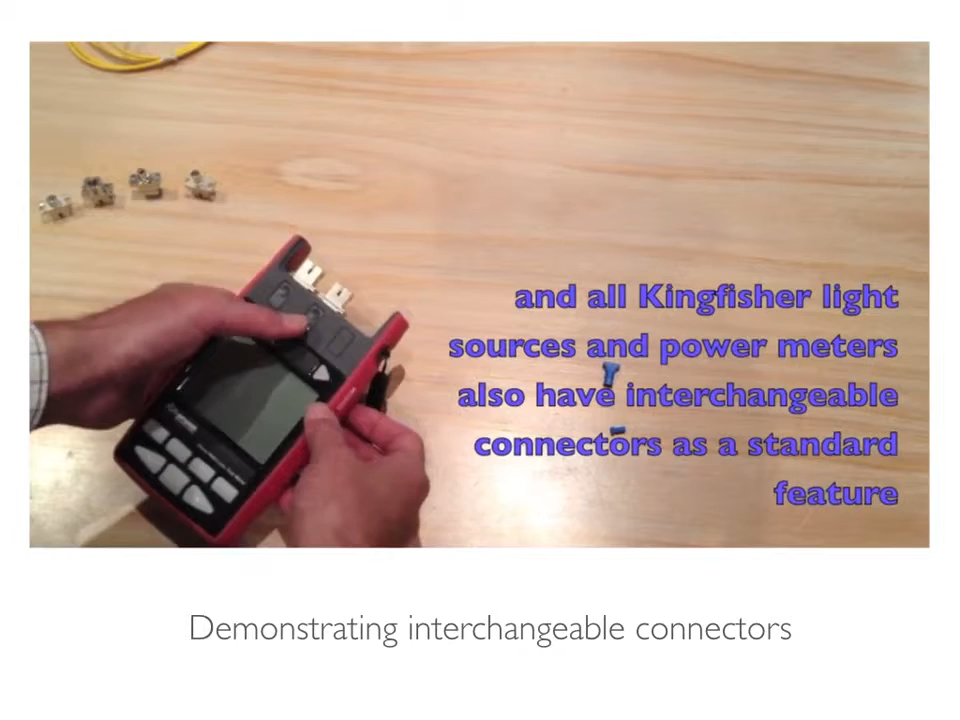 and all Kingfisher light
sources and power meters
also have interchangeable
connectors as a standard
feature
Demonstrating interchangeable connectors